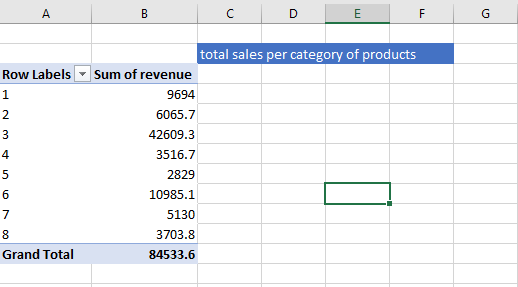 A B C D E F G
total sales per category of products
Row Labels Sum of revenue
1 9694
2 6065.7
3 42609.3
4 3516.7
5 2829
6 10985.1
7 5130
8 3703.8
Grand Total 84533.6